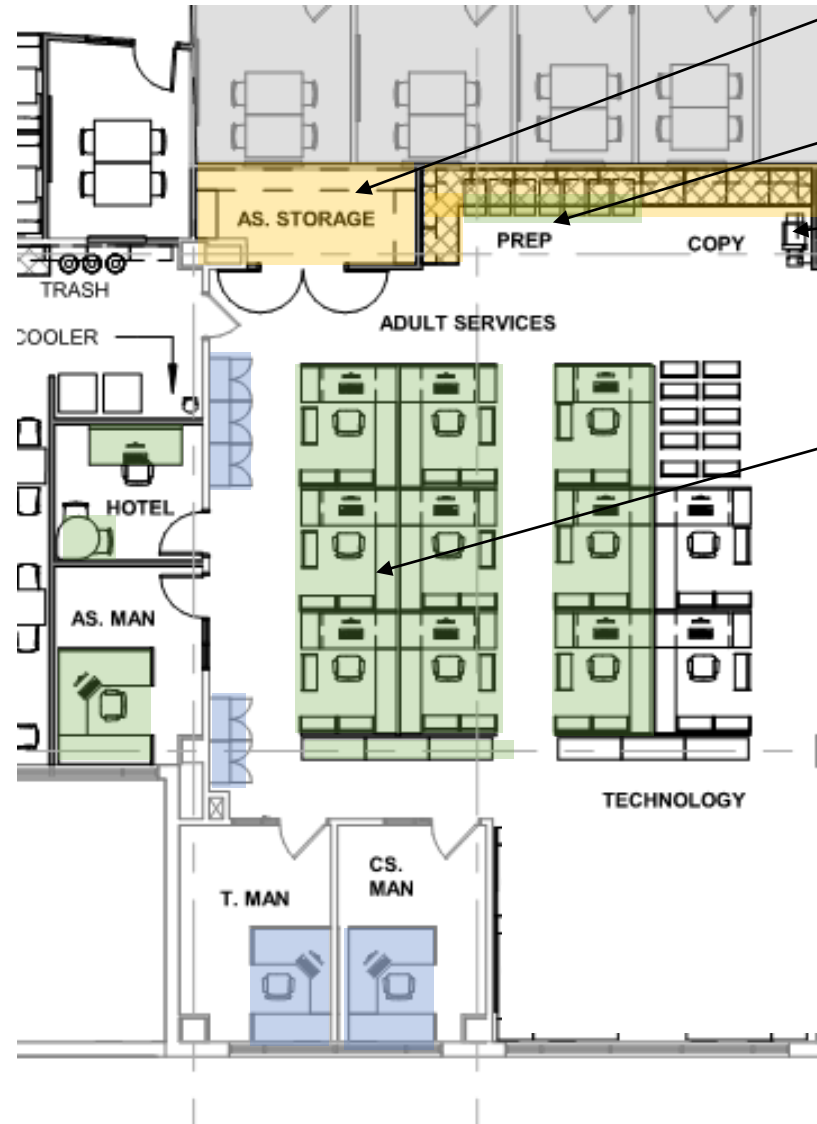 AS. STORAGE
PREP
COPY
TRASH
ADULT SERVICES
COOLER
HOTEL
AS. MAN
TECHNOLOGY
CS.
MAN
T. MAN